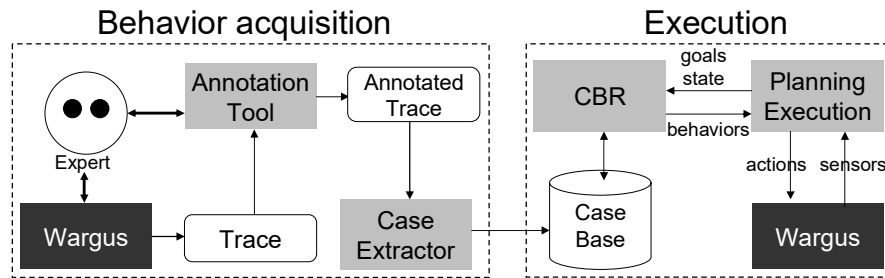 Behavior acquisition
Execution
Annotation
Tool
Annotated
Trace
Expert
Wargus
Trace
Case
Extractor
CBR
goals
state
behaviors
Planning
Execution
actions
sensors
Case
Base
Wargus